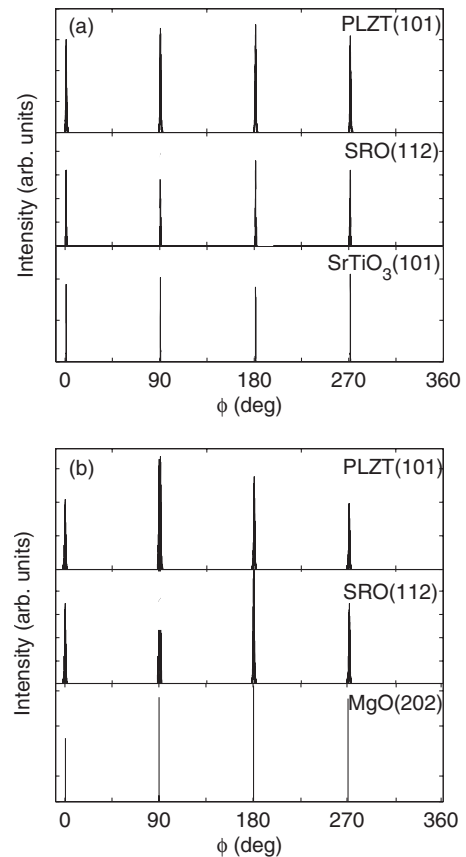 (a)
PLZT(101)
SRO(112)
SrTiO₃(101)
Intensity (arb. units)
0 90 180 270 360
ϕ (deg)
(b)
PLZT(101)
SRO(112)
MgO(202)
Intensity (arb. units)
0 90 180 270 360
ϕ (deg)